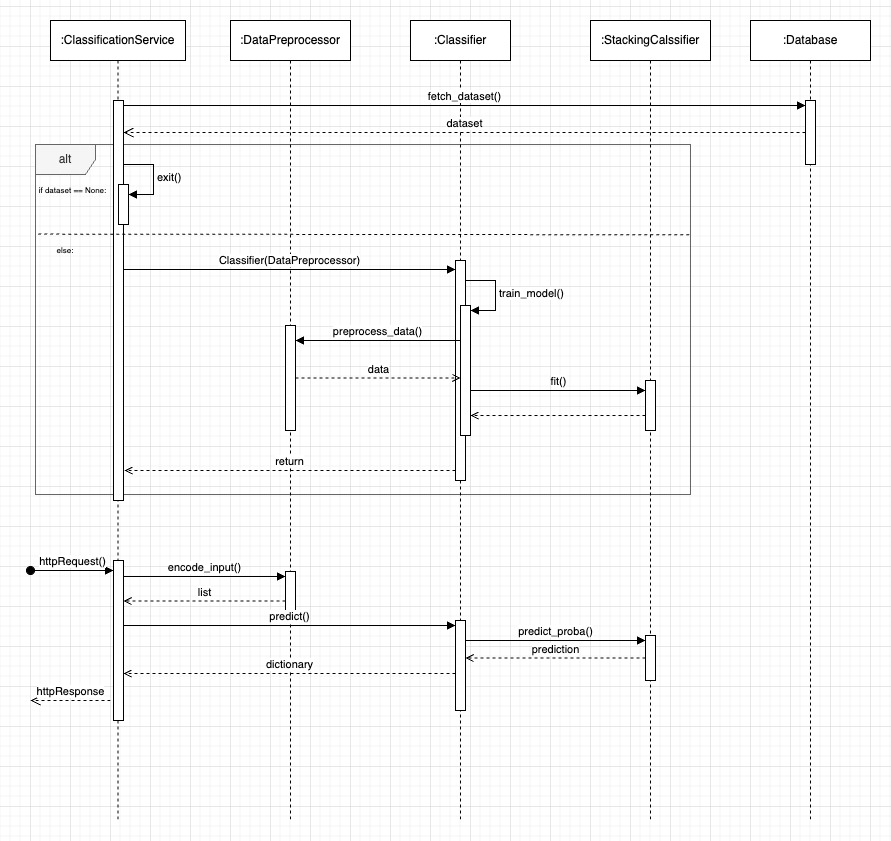 :ClassificationService
:DataPreprocessor
:Classifier
:StackingCalssifier
:Database
fetch_dataset()
dataset
alt
exit()
if dataset == None:
else:
Classifier(DataPreprocessor)
train_model()
preprocess_data()
data
fit()
return
httpRequest()
encode_input()
list
predict()
predict_proba()
prediction
dictionary
httpResponse